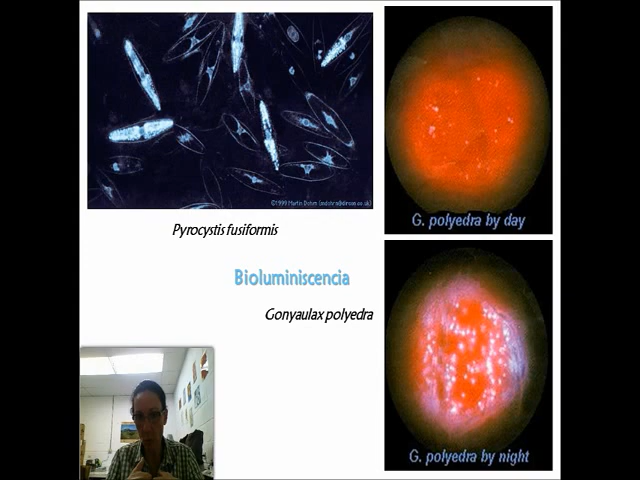 ©1999 Martin Dohrn
Pyrocystis fusiformis
G. polyedra by day
Bioluminiscencia
Gonyaulax polyedra
G. polyedra by night